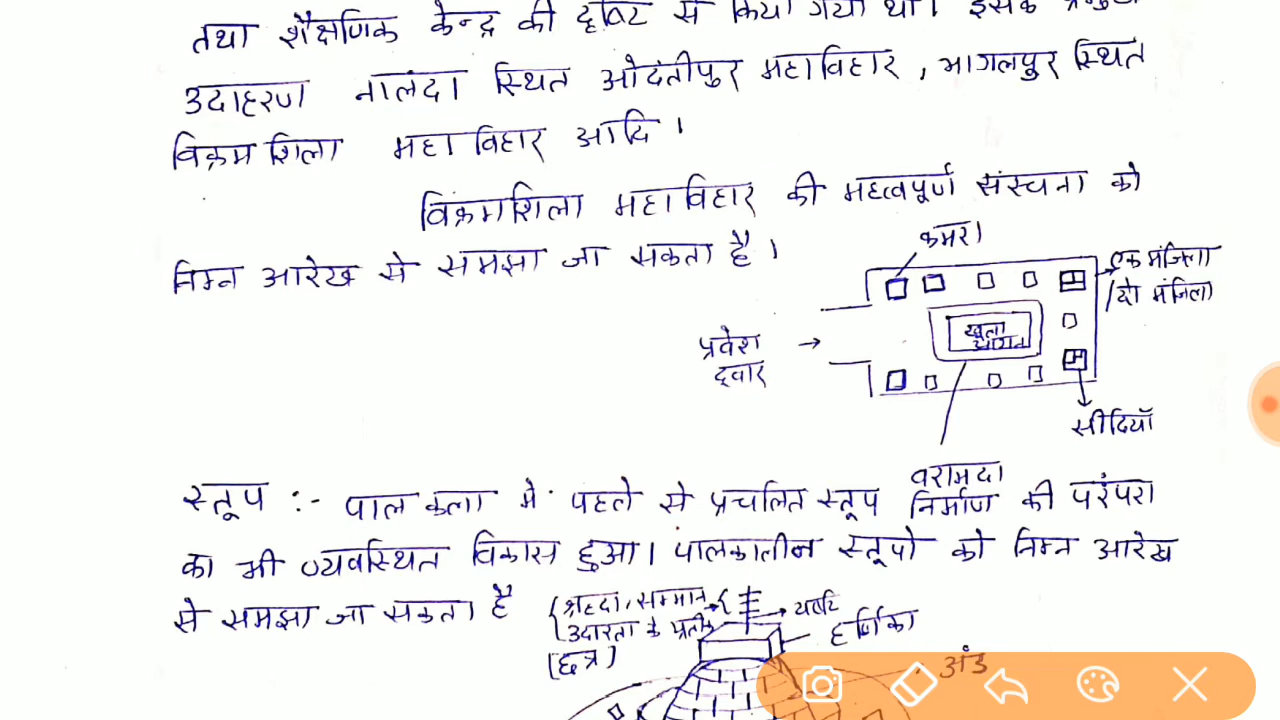 तथा शैक्षणिक केन्द्र की दृष्टि से किया गया था। इसके
उदाहरण नालंदा स्थित ओदंतीपुर महाविहार, भागलपुर स्थित
विक्रमशिला महाविहार आदि।
विक्रमशिला महाविहार की महत्वपूर्ण संरचना को
निम्न आरेख से समझा जा सकता है।
कमरा
एक मंजिला
/दो मंजिला
खुला
आंगन
प्रवेश
द्वार
सीढियाँ
बरामदा
स्तूप :- पाल कला में पहले से प्रचलित स्तूप निर्माण की परंपरा
का भी व्यवस्थित विकास हुआ। पालकालीन स्तूपो को निम्न आरेख
से समझा जा सकता है
{श्रद्दा, सम्मान
उदारता के प्रतीक
[छत्र]
यष्टि
हर्णिका
अंड